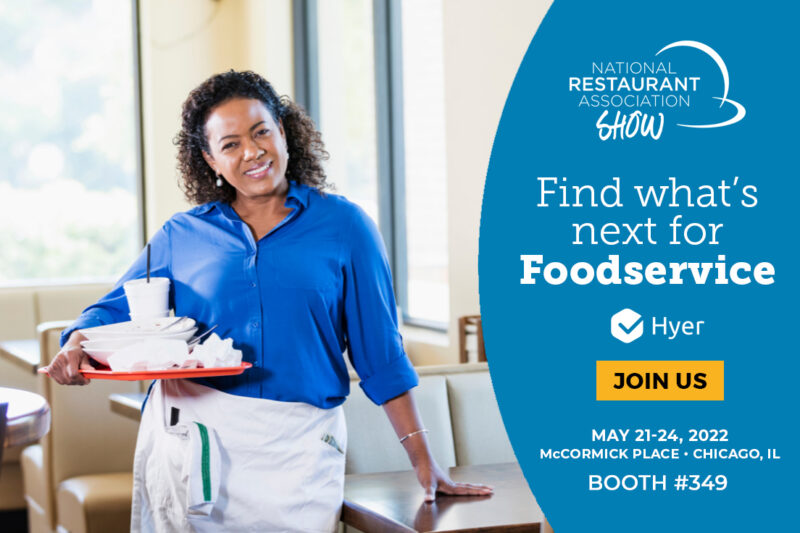 NATIONAL
RESTAURANT
ASSOCIATION
SHOW
Find what's
next for
Foodservice
Hyer
JOIN US
MAY 21-24, 2022
McCORMICK PLACE • CHICAGO, IL
BOOTH #349